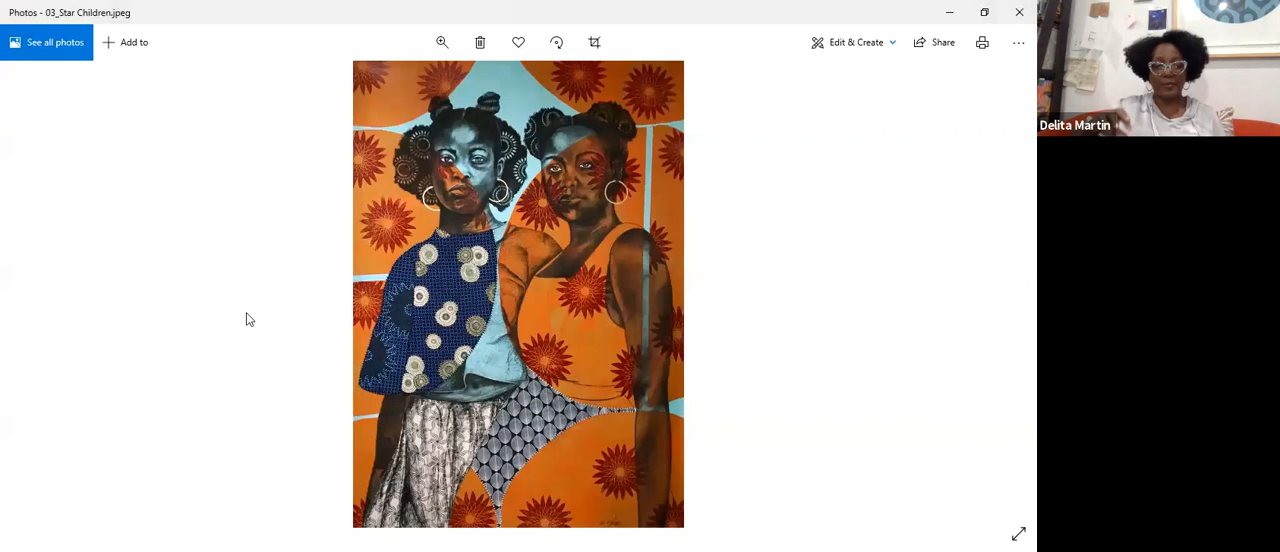 Photos - 03_Star Children.jpeg
See all photos
Add to
Edit & Create
Share
Delita Martin